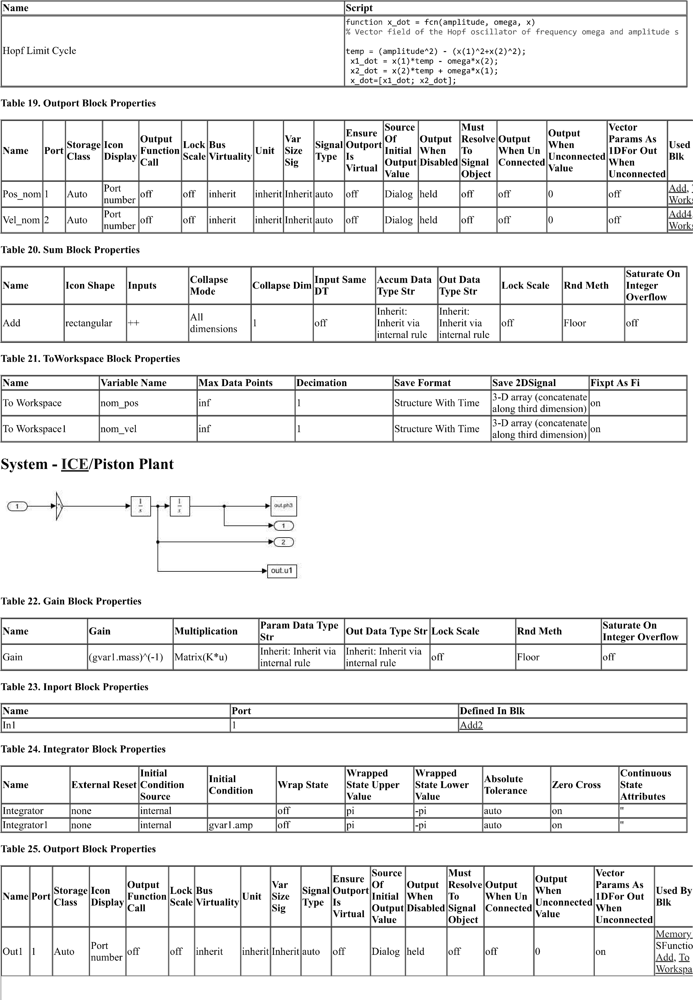 Name Script
Hopf Limit Cycle
function x_dot = fcn(amplitude, omega, x)
% Vector field of the Hopf oscillator of frequency omega and amplitude s
temp = (amplitude^2) - (x(1)^2+x(2)^2);
x1_dot = x(1)*temp - omega*x(2);
x2_dot = x(2)*temp + omega*x(1);
x_dot=[x1_dot; x2_dot];
Table 19. Outport Block Properties
Name Port Storage Class Icon Display Output Function Call Lock Scale Bus Virtuality Unit Var Size Sig Signal Type Ensure Outport Is Virtual Source Of Initial Output Value Output When Disabled Must Resolve To Signal Object Output When Un Connected Output When Unconnected Value Vector Params As 1DFor Out When Unconnected Used Blk
Pos_nom 1 Auto Port number off off inherit inherit Inherit auto off Dialog held off off 0 off Add, Works
Vel_nom 2 Auto Port number off off inherit inherit Inherit auto off Dialog held off off 0 off Add4 Works
Table 20. Sum Block Properties
Name Icon Shape Inputs Collapse Mode Collapse Dim Input Same DT Accum Data Type Str Out Data Type Str Lock Scale Rnd Meth Saturate On Integer Overflow
Add rectangular ++ All dimensions 1 off Inherit: Inherit via internal rule Inherit: Inherit via internal rule off Floor off
Table 21. ToWorkspace Block Properties
Name Variable Name Max Data Points Decimation Save Format Save 2DSignal Fixpt As Fi
To Workspace nom_pos inf 1 Structure With Time 3-D array (concatenate along third dimension) on
To Workspace1 nom_vel inf 1 Structure With Time 3-D array (concatenate along third dimension) on
System - ICE/Piston Plant
1 1/s 1/s out.ph3
1
2
out.u1
Table 22. Gain Block Properties
Name Gain Multiplication Param Data Type Str Out Data Type Str Lock Scale Rnd Meth Saturate On Integer Overflow
Gain (gvar1.mass)^(-1) Matrix(K*u) Inherit: Inherit via internal rule Inherit: Inherit via internal rule off Floor off
Table 23. Inport Block Properties
Name Port Defined In Blk
In1 1 Add2
Table 24. Integrator Block Properties
Name External Reset Initial Condition Source Initial Condition Wrap State Wrapped State Upper Value Wrapped State Lower Value Absolute Tolerance Zero Cross Continuous State Attributes
Integrator none internal off pi -pi auto on ''
Integrator1 none internal gvar1.amp off pi -pi auto on ''
Table 25. Outport Block Properties
Name Port Storage Class Icon Display Output Function Call Lock Scale Bus Virtuality Unit Var Size Sig Signal Type Ensure Outport Is Virtual Source Of Initial Output Value Output When Disabled Must Resolve To Signal Object Output When Un Connected Output When Unconnected Value Vector Params As 1DFor Out When Unconnected Used By Blk
Out1 1 Auto Port number off off inherit inherit Inherit auto off Dialog held off off 0 on Memory SFunctio Add, To Workspa